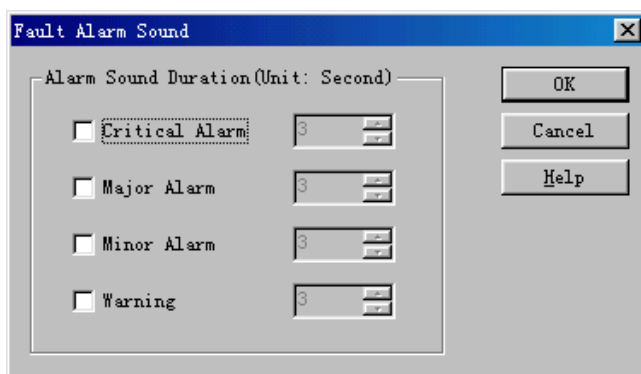 Fault Alarm Sound
Alarm Sound Duration(Unit: Second)
Critical Alarm 3
Major Alarm 3
Minor Alarm 3
Warning 3
OK
Cancel
Help